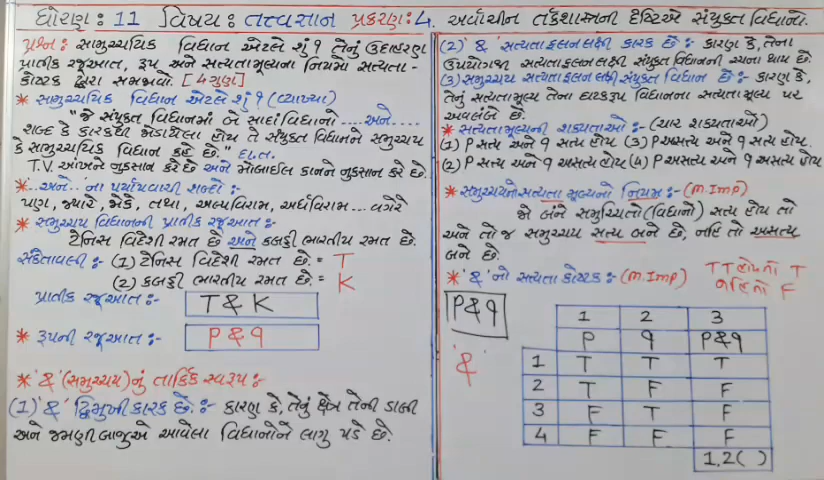 ધોરણ: 11 વિષય: તત્ત્વજ્ઞાન પ્રકરણ: 4. અર્વાચીન તર્કશાસ્ત્રની દૃષ્ટિએ સંયુક્ત વિધાનો.
પ્રશ્ન: સામુચ્ચયિક વિધાન એટલે શું? તેનું ઉદાહરણ
પ્રતીક રજૂઆત, રૂપ અને સત્યતામૂલ્યના નિયમો સત્યતા-
કોષ્ટક દ્વારા સમજાવો. [4 ગુણ]
* સમુચ્ચયિક વિધાન એટલે શું? (વ્યાખ્યા)
"જે સંયુક્ત વિધાનમાં બે સાદાં વિધાનો ....અને....
શબ્દ કે કારકથી જોડાયેલા હોય તે સંયુક્ત વિધાનને સમુચ્ચય
કે સામુચ્ચયિક વિધાન કહે છે." દા.ત.
T.V. આંખને નુકસાન કરે છે અને મોબાઈલ કાનને નુકસાન કરે છે.
*...અને...'ના પર્યાયવાચી શબ્દો :-
પણ, જ્યારે, જોકે, તથા, અલ્પવિરામ, અર્ધવિરામ... વગેરે
* સમુચ્ચય વિધાનની પ્રતીક રજૂઆત :-
ટેનિસ વિદેશી રમત છે અને કબડ્ડી ભારતીય રમત છે.
સંકેતાવલી :- (1) ટેનિસ વિદેશી રમત છે. = T
(2) કબડ્ડી ભારતીય રમત છે. = K
પ્રતીક રજૂઆત :- T & K
* રૂપની રજૂઆત :- P & q
* '&' (સમુચ્ચય) નું તાર્કિક સ્વરૂપ :-
(1) '&' દ્વિમુખી કારક છે. :- કારણ કે, તેનું ક્ષેત્ર તેની ડાબી
અને જમણી બાજુએ આવેલા વિધાનોને લાગુ પડે છે.
(2) '&' સત્યતા ફલનલક્ષી કારક છે :- કારણ કે, તેના
ઉપયોગથી સત્યતા ફલનલક્ષી સંયુક્ત વિધાનની રચના થાય છે.
(3) સમુચ્ચય સત્યતા ફલનલક્ષી સંયુક્ત વિધાન છે :- કારણ કે,
તેનું સત્યતામૂલ્ય તેના ઘટકરૂપ વિધાનના સત્યતા મૂલ્ય પર
અવલંબે છે.
* સત્યતામૂલ્યની શક્યતાઓ :- (ચાર શક્યતાઓ)
(1) P સત્ય અને q સત્ય હોય (3) P અસત્ય અને q સત્ય હોય.
(2) P સત્ય અને q અસત્ય હોય (4) P અસત્ય અને q અસત્ય હોય
* સમુચ્ચયનો સત્યતા મૂલ્યનો નિયમ :- (M.Imp)
જો બંને સમુચ્ચિતો (વિધાનો) સત્ય હોય તો
અને તો જ સમુચ્ચય સત્ય બને છે, નહિ તો અસત્ય
બને છે.
* '&' નો સત્યતા કોષ્ટક :- (M.Imp) TT હોય તો T
નહિ તો F
P & q
'&'
1 2 3
P q P & q
1 T T T
2 T F F
3 F T F
4 F F F
1.2 ( )